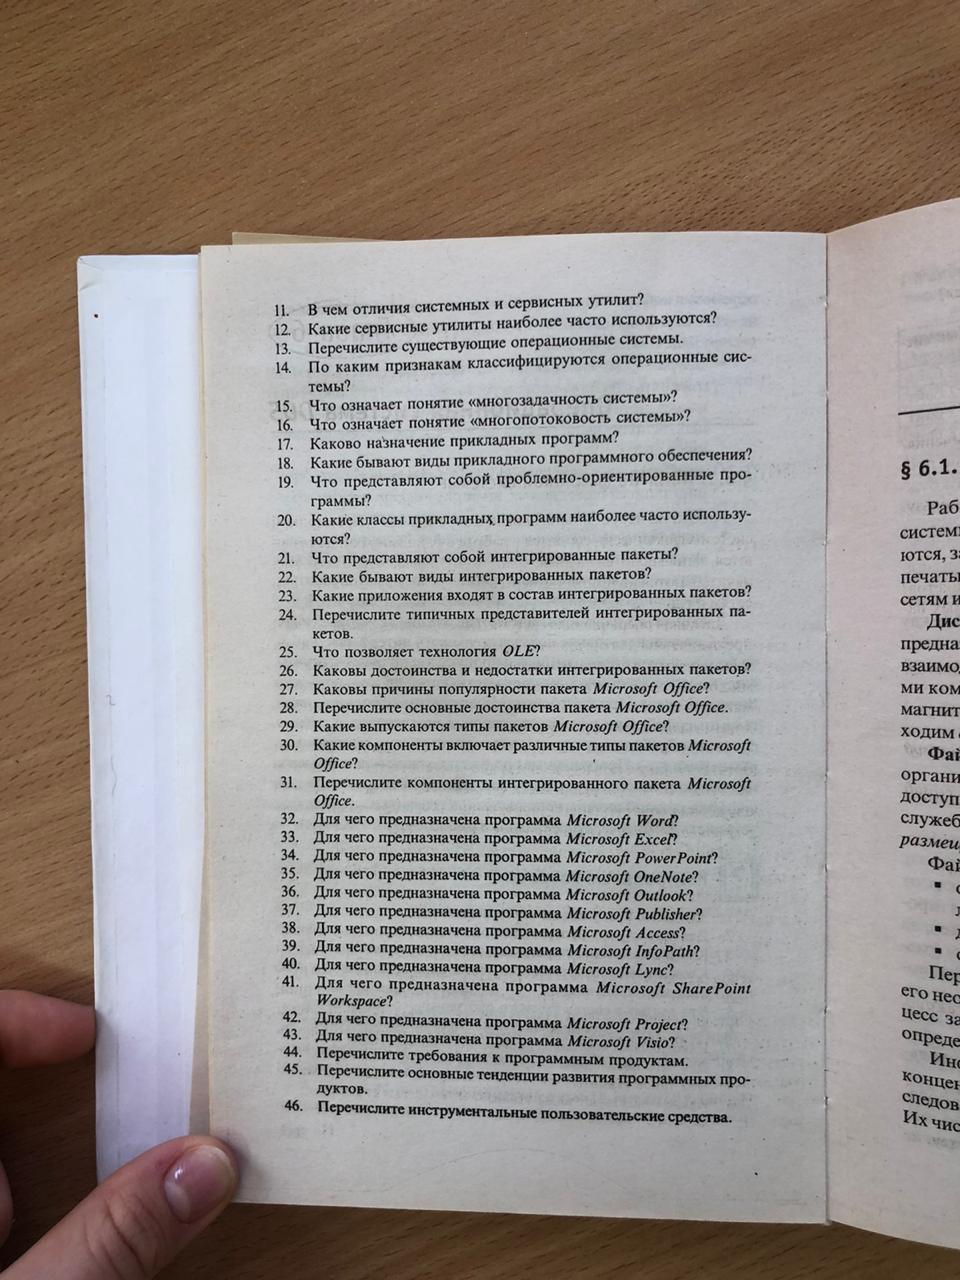 11. В чем отличия системных и сервисных утилит?
12. Какие сервисные утилиты наиболее часто используются?
13. Перечислите существующие операционные системы.
14. По каким признакам классифицируются операционные сис-
темы?
15. Что означает понятие «многозадачность системы»?
16. Что означает понятие «многопотоковость системы»?
17. Каково назначение прикладных программ?
18. Какие бывают виды прикладного программного обеспечения?
19. Что представляют собой проблемно-ориентированные про-
граммы?
20. Какие классы прикладных программ наиболее часто использу-
ются?
21. Что представляют собой интегрированные пакеты?
22. Какие бывают виды интегрированных пакетов?
23. Какие приложения входят в состав интегрированных пакетов?
24. Перечислите типичных представителей интегрированных па-
кетов.
25. Что позволяет технология OLE?
26. Каковы достоинства и недостатки интегрированных пакетов?
27. Каковы причины популярности пакета Microsoft Office?
28. Перечислите основные достоинства пакета Microsoft Office.
29. Какие выпускаются типы пакетов Microsoft Office?
30. Какие компоненты включает различные типы пакетов Microsoft
Office?
31. Перечислите компоненты интегрированного пакета Microsoft
Office.
32. Для чего предназначена программа Microsoft Word?
33. Для чего предназначена программа Microsoft Excel?
34. Для чего предназначена программа Microsoft PowerPoint?
35. Для чего предназначена программа Microsoft OneNote?
36. Для чего предназначена программа Microsoft Outlook?
37. Для чего предназначена программа Microsoft Publisher?
38. Для чего предназначена программа Microsoft Access?
39. Для чего предназначена программа Microsoft InfoPath?
40. Для чего предназначена программа Microsoft Lync?
41. Для чего предназначена программа Microsoft SharePoint
Workspace?
42. Для чего предназначена программа Microsoft Project?
43. Для чего предназначена программа Microsoft Visio?
44. Перечислите требования к программным продуктам.
45. Перечислите основные тенденции развития программных про-
дуктов.
46. Перечислите инструментальные пользовательские средства.
§ 6.1.
Раб
систем
ются, за
печаты
сетям и
Дис
предна
взаимо
ми ком
магнит
ходим
Фай
органи
доступ
служеб
размещ
Фай
Пер
его нес
цесс за
опреде
Инф
концен
следов
Их чис